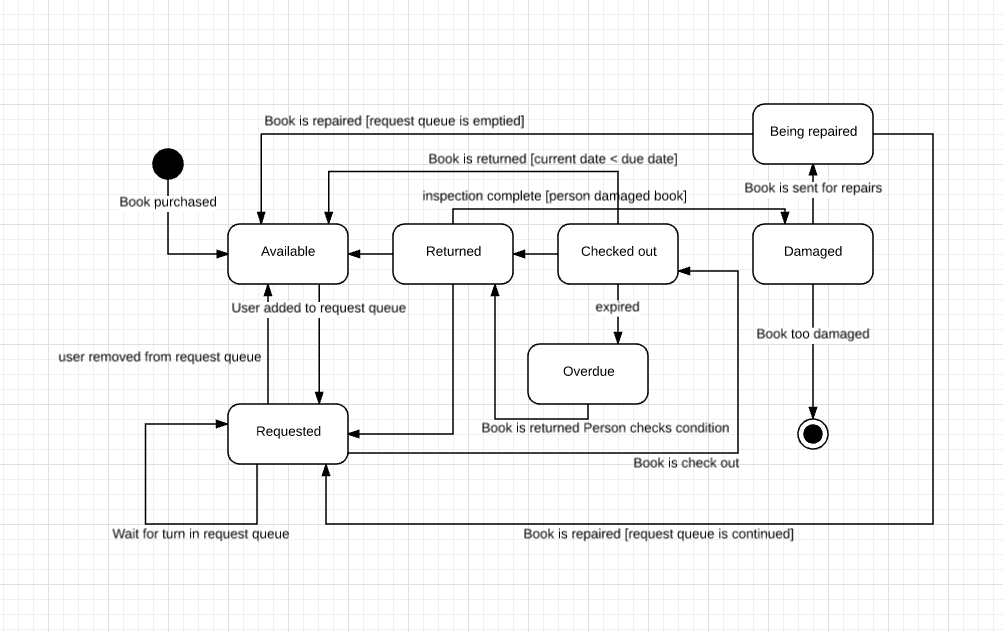 Book is repaired [request queue is emptied]
Being repaired
Book is returned [current date < due date]
Book is sent for repairs
inspection complete [person damaged book]
Book purchased
Available
Returned
Checked out
Damaged
User added to request queue
expired
Book too damaged
user removed from request queue
Overdue
Requested
Book is returned Person checks condition
Book is check out
Wait for turn in request queue
Book is repaired [request queue is continued]